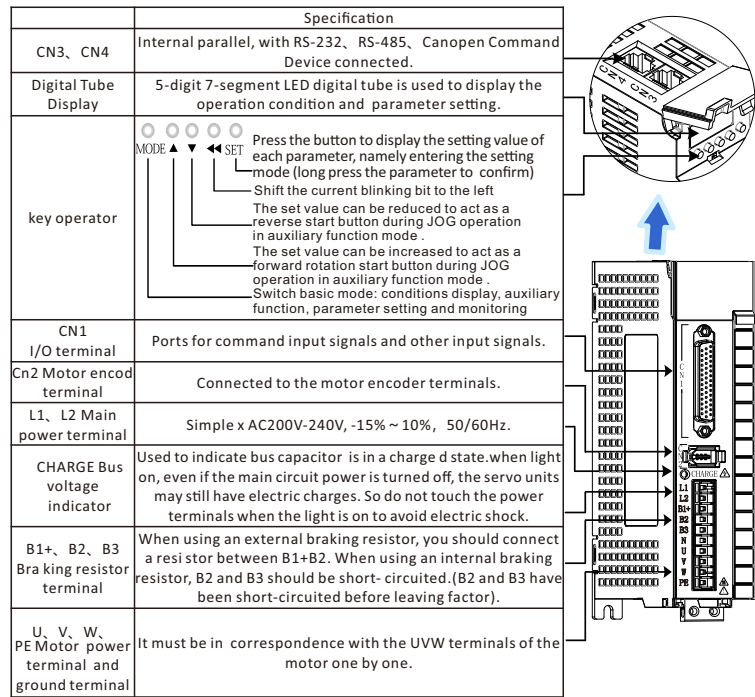 Specification
CN3、CN4
Internal parallel, with RS-232、RS-485、Canopen Command
Device connected.
Digital Tube
Display
5-digit 7-segment LED digital tube is used to display the
operation condition and parameter setting.
key operator
MODE ▲ ▼ ◀◀ SET
Press the button to display the setting value of
each parameter, namely entering the setting
mode (long press the parameter to confirm)
Shift the current blinking bit to the left
The set value can be reduced to act as a
reverse start button during JOG operation
in auxiliary function mode .
The set value can be increased to act as a
forward rotation start button during JOG
operation in auxiliary function mode .
Switch basic mode: conditions display, auxiliary
function, parameter setting and monitoring
CN1
I/O terminal
Ports for command input signals and other input signals.
Cn2 Motor encod
terminal
Connected to the motor encoder terminals.
L1、L2 Main
power terminal
Simple x AC200V-240V, -15% ~ 10%, 50/60Hz.
CHARGE Bus
voltage
indicator
Used to indicate bus capacitor is in a charge d state.when light
on, even if the main circuit power is turned off, the servo units
may still have electric charges. So do not touch the power
terminals when the light is on to avoid electric shock.
B1+、B2、B3
Bra king resistor
terminal
When using an external braking resistor, you should connect
a resi stor between B1+B2. When using an internal braking
resistor, B2 and B3 should be short- circuited.(B2 and B3 have
been short-circuited before leaving factor).
U、V、W、
PE Motor power
terminal and
ground terminal
It must be in correspondence with the UVW terminals of the
motor one by one.
CN4 CN3
CN1
CHARGE
L1
L2
B1+
B2
B3
N
U
V
W
PE